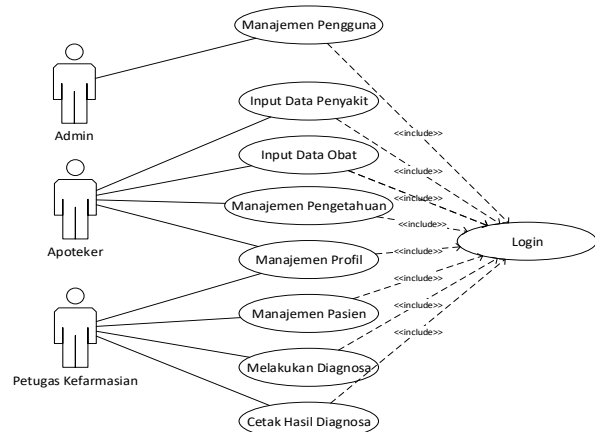 Manajemen Pengguna
Admin
Input Data Penyakit
<<include>>
Input Data Obat
<<include>>
<<include>>
Manajemen Pengetahuan
<<include>>
Apoteker
Login
Manajemen Profil
<<include>>
<<include>>
Manajemen Pasien
<<include>>
<<include>>
Melakukan Diagnosa
Petugas Kefarmasian
Cetak Hasil Diagnosa